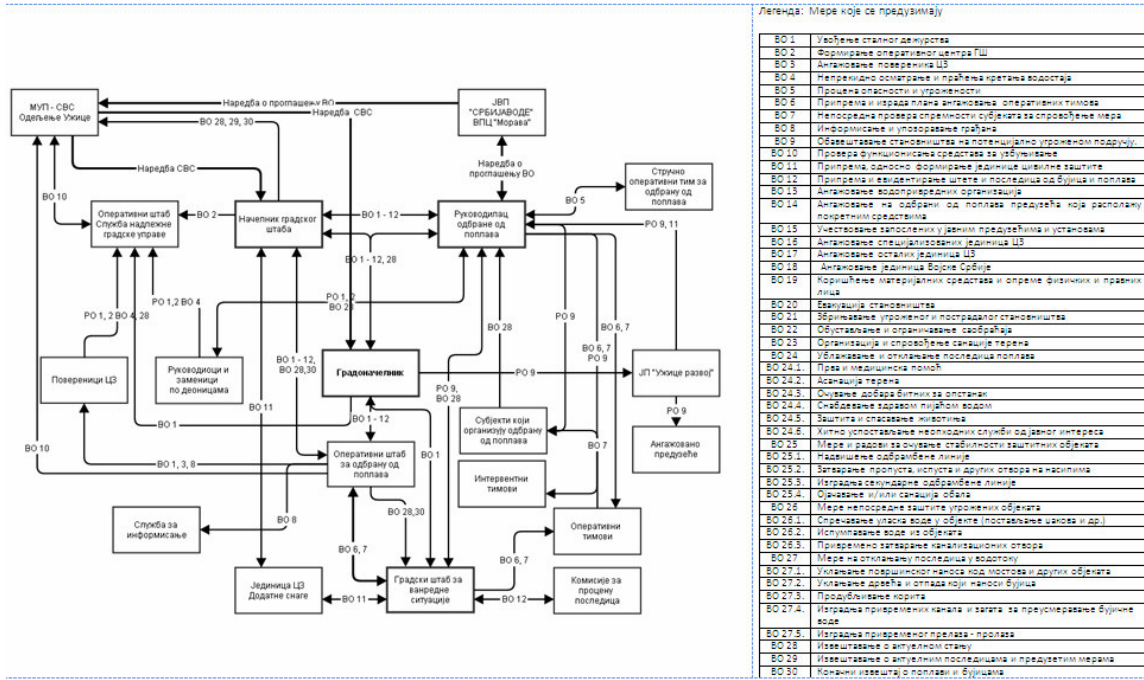 Наредба о проглашењу ВО
Наредба СВС
МУП - СВС
Одељење Ужице
ЈВП
"СРБИЈАВОДЕ"
ВПЦ "Морава"
ВО 28, 29, 30
Наредба СВС
Наредба о
проглашењу ВО
Стручно
оперативни тим за
одбрану од
поплава
ВО 10
ВО 5
Оперативни штаб
Служба надлежне
градске управе
ВО 2
Начелник градског
штаба
ВО 1 - 12
Руководилац
одбране од
поплава
РО 9, 11
ВО 1 - 12, 28
РО 1, 2
ВО 28
РО 1,2 ВО 4
РО 1, 2 ВО 4, 28
ВО 28
РО 9
ВО 6, 7
ВО 6, 7
РО 9
Повереници ЦЗ
Руководиоци и
заменици
по деоницама
ВО 1 - 12,
ВО 28,30
Градоначелник
РО 9,
ВО 28
РО 9
ЈП "Ужице развој"
ВО 11
РО 9
ВО 1
ВО 1 - 12
Субјекти који
организују одбрану
од поплава
ВО 7
Ангажовано
предузеће
ВО 10
ВО 1, 3, 8
Оперативни штаб
за одбрану од
поплава
ВО 1
Интервентни
тимови
Служба за
информисање
ВО 8
ВО 28,30
Оперативни
тимови
ВО 6, 7
ВО 6, 7
Јединица ЦЗ
Додатне снаге
ВО 11
Градски штаб за
ванредне
ситуације
ВО 12
Комисије за
процену
последица
Легенда: Мере које се предузимају
ВО 1 Увођење сталног дежурства
ВО 2 Формирање оперативног центра ГШ
ВО 3 Ангажовање повереника ЦЗ
ВО 4 Непрекидно осматрање и праћења кретања водостаја
ВО 5 Процена опасности и угрожености
ВО 6 Припрема и израда плана ангажовања оперативних тимова
ВО 7 Непосредна провера спремности субјеката за спровођење мера
ВО 8 Информисање и упозоравање грађана
ВО 9 Обавештавање становништва на потенцијално угроженом подручју.
ВО 10 Провера функционисања средстава за узбуњивање
ВО 11 Припрема, односно формирање јединице цивилне заштите
ВО 12 Припрема и евидентирање штете и последица од бујица и поплава
ВО 13 Ангажовање водопривредних организација
ВО 14 Ангажовање на одбрани од поплава предузећа која располажу
покретним средствима
ВО 15 Учествовање запослених у јавним предузећима и установама
ВО 16 Ангажовање специјализованих јединица ЦЗ
ВО 17 Ангажовање осталих јединица ЦЗ
ВО 18 Ангажовање јединица Војске Србије
ВО 19 Коришћење материјалних средстава и опреме физичких и правних
лица
ВО 20 Евакуација становништва
ВО 21 Збрињавање угроженог и пострадалог становништва
ВО 22 Обустављање и ограничавање саобраћаја
ВО 23 Организација и спровођење санације терена
ВО 24 Ублажавање и отклањање последица поплава
ВО 24.1. Прва и медицинска помоћ
ВО 24.2. Асанација терена
ВО 24.3. Очување добара битних за опстанак
ВО 24.4. Снабдевање здравом пијаћом водом
ВО 24.5. Заштита и спасавање животиња
ВО 24.6. Хитно успостављање неопходних служби од јавног интереса
ВО 25 Мере и радови за очување стабилности заштитних објеката
ВО 25.1. Надвишење одбрамбене линије
ВО 25.2. Затварање пропуста, испуста и других отвора на насипима
ВО 25.3. Изградња секундарне одбрамбене линије
ВО 25.4. Ојачавање и/или санација обала
ВО 26 Мере непосредне заштите угрожених објеката
ВО 26.1. Спречавање уласка воде у објекте (постављање џакова и др.)
ВО 26.2. Испумпавање воде из објеката
ВО 26.3. Привремено затварање канализационих отвора
ВО 27 Мере на отклањању последица у водотоку
ВО 27.1. Уклањање површинског наноса код мостова и других објеката
ВО 27.2. Уклањање дрвећа и отпада који наноси бујица
ВО 27.3. Продубљивање корита
ВО 27.4. Изградња привремених канала и загата за преусмеравање бујичне
воде
ВО 27.5. Изградња привременог прелаза - пролаза
ВО 28 Извештавање о актуелном стању
ВО 29 Извештавање о актуелним последицама и предузетим мерама
ВО 30 Коначни извештај о поплави и бујицама